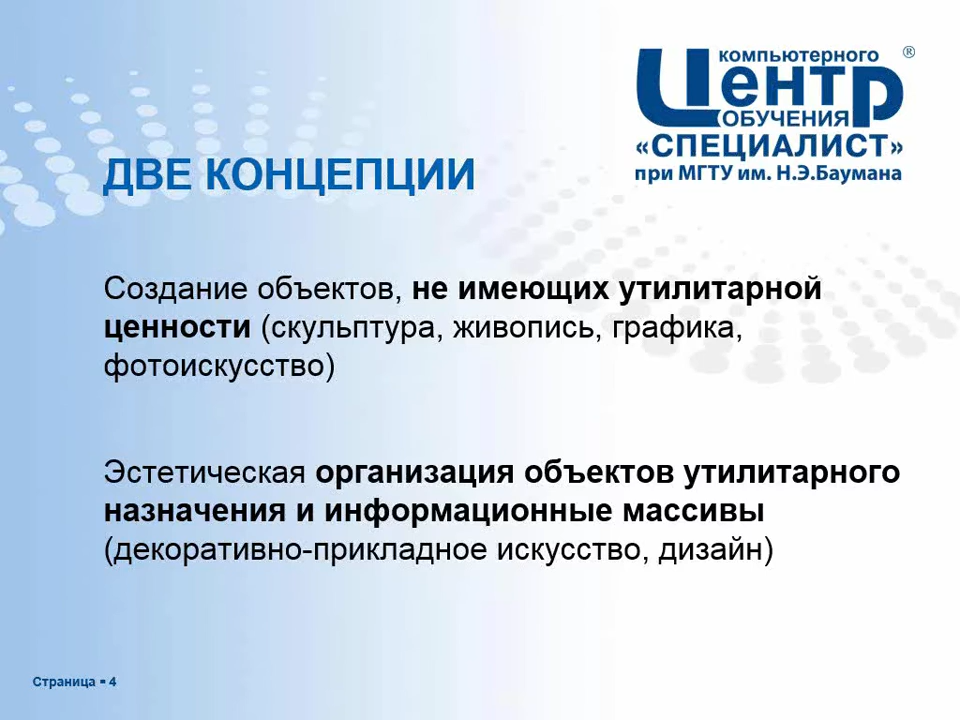 компьютерного ®
Центр
обучения
«СПЕЦИАЛИСТ»
при МГТУ им. Н.Э.Баумана
ДВЕ КОНЦЕПЦИИ
Создание объектов, не имеющих утилитарной
ценности (скульптура, живопись, графика,
фотоискусство)
Эстетическая организация объектов утилитарного
назначения и информационные массивы
(декоративно-прикладное искусство, дизайн)
Страница ▪ 4